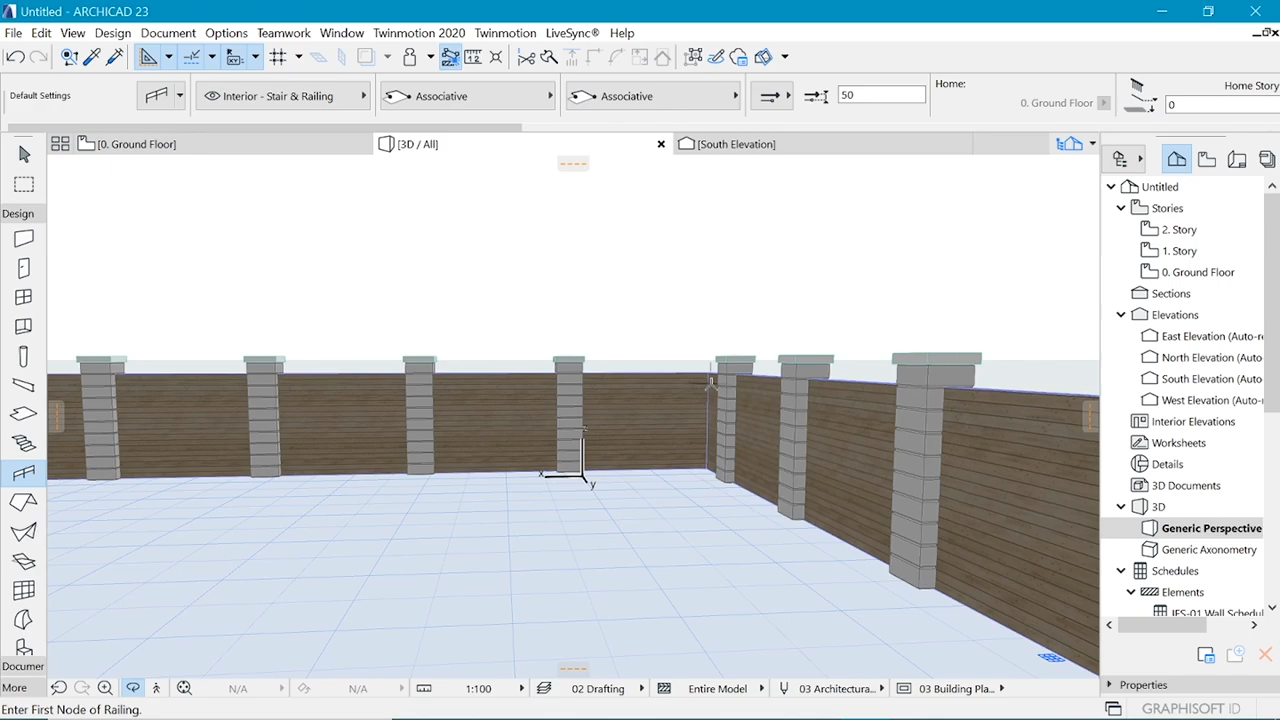 Untitled - ARCHICAD 23
File Edit View Design Document Options Teamwork Window Twinmotion 2020 LiveSync® Twinmotion Help
Default Settings
Interior - Stair & Railing
Associative
Associative
50
Home:
0. Ground Floor
Home Story
0
[0. Ground Floor]
[3D / All]
[South Elevation]
Design
Documer
More
x
z
y
Untitled
Stories
2. Story
1. Story
0. Ground Floor
Sections
Elevations
East Elevation (Auto-r
North Elevation (Auto
South Elevation (Auto
West Elevation (Auto-
Interior Elevations
Worksheets
Details
3D Documents
3D
Generic Perspective
Generic Axonometry
Schedules
Elements
IES-01 Wall Schedul
Properties
N/A
N/A
1:100
02 Drafting
Entire Model
03 Architectura...
03 Building Pla...
Enter First Node of Railing.
GRAPHISOFT ID